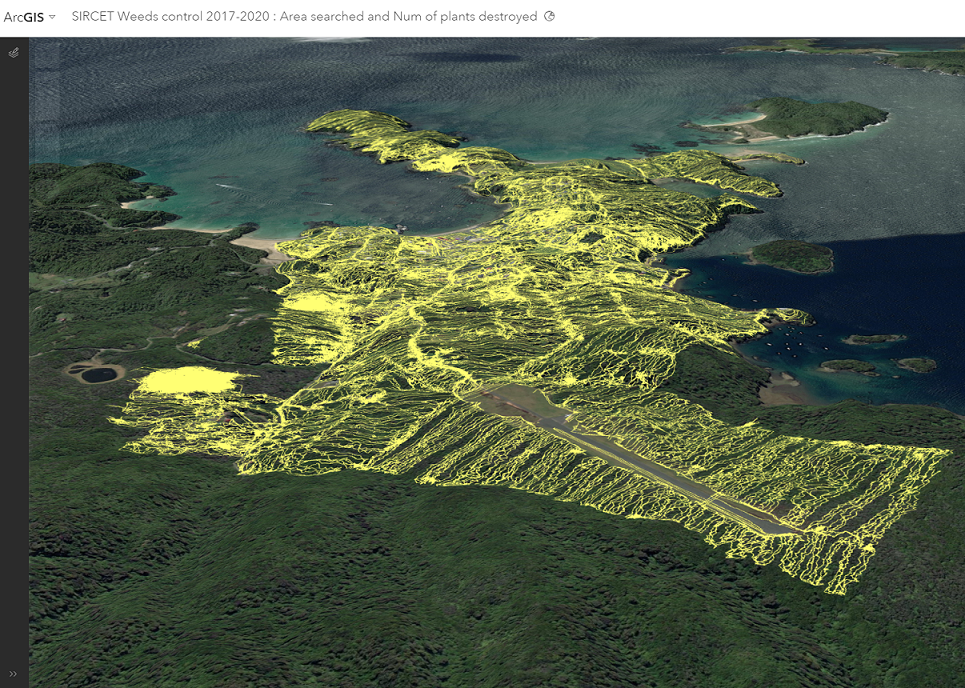 ArcGIS SIRCET Weeds control 2017-2020 : Area searched and Num of plants destroyed